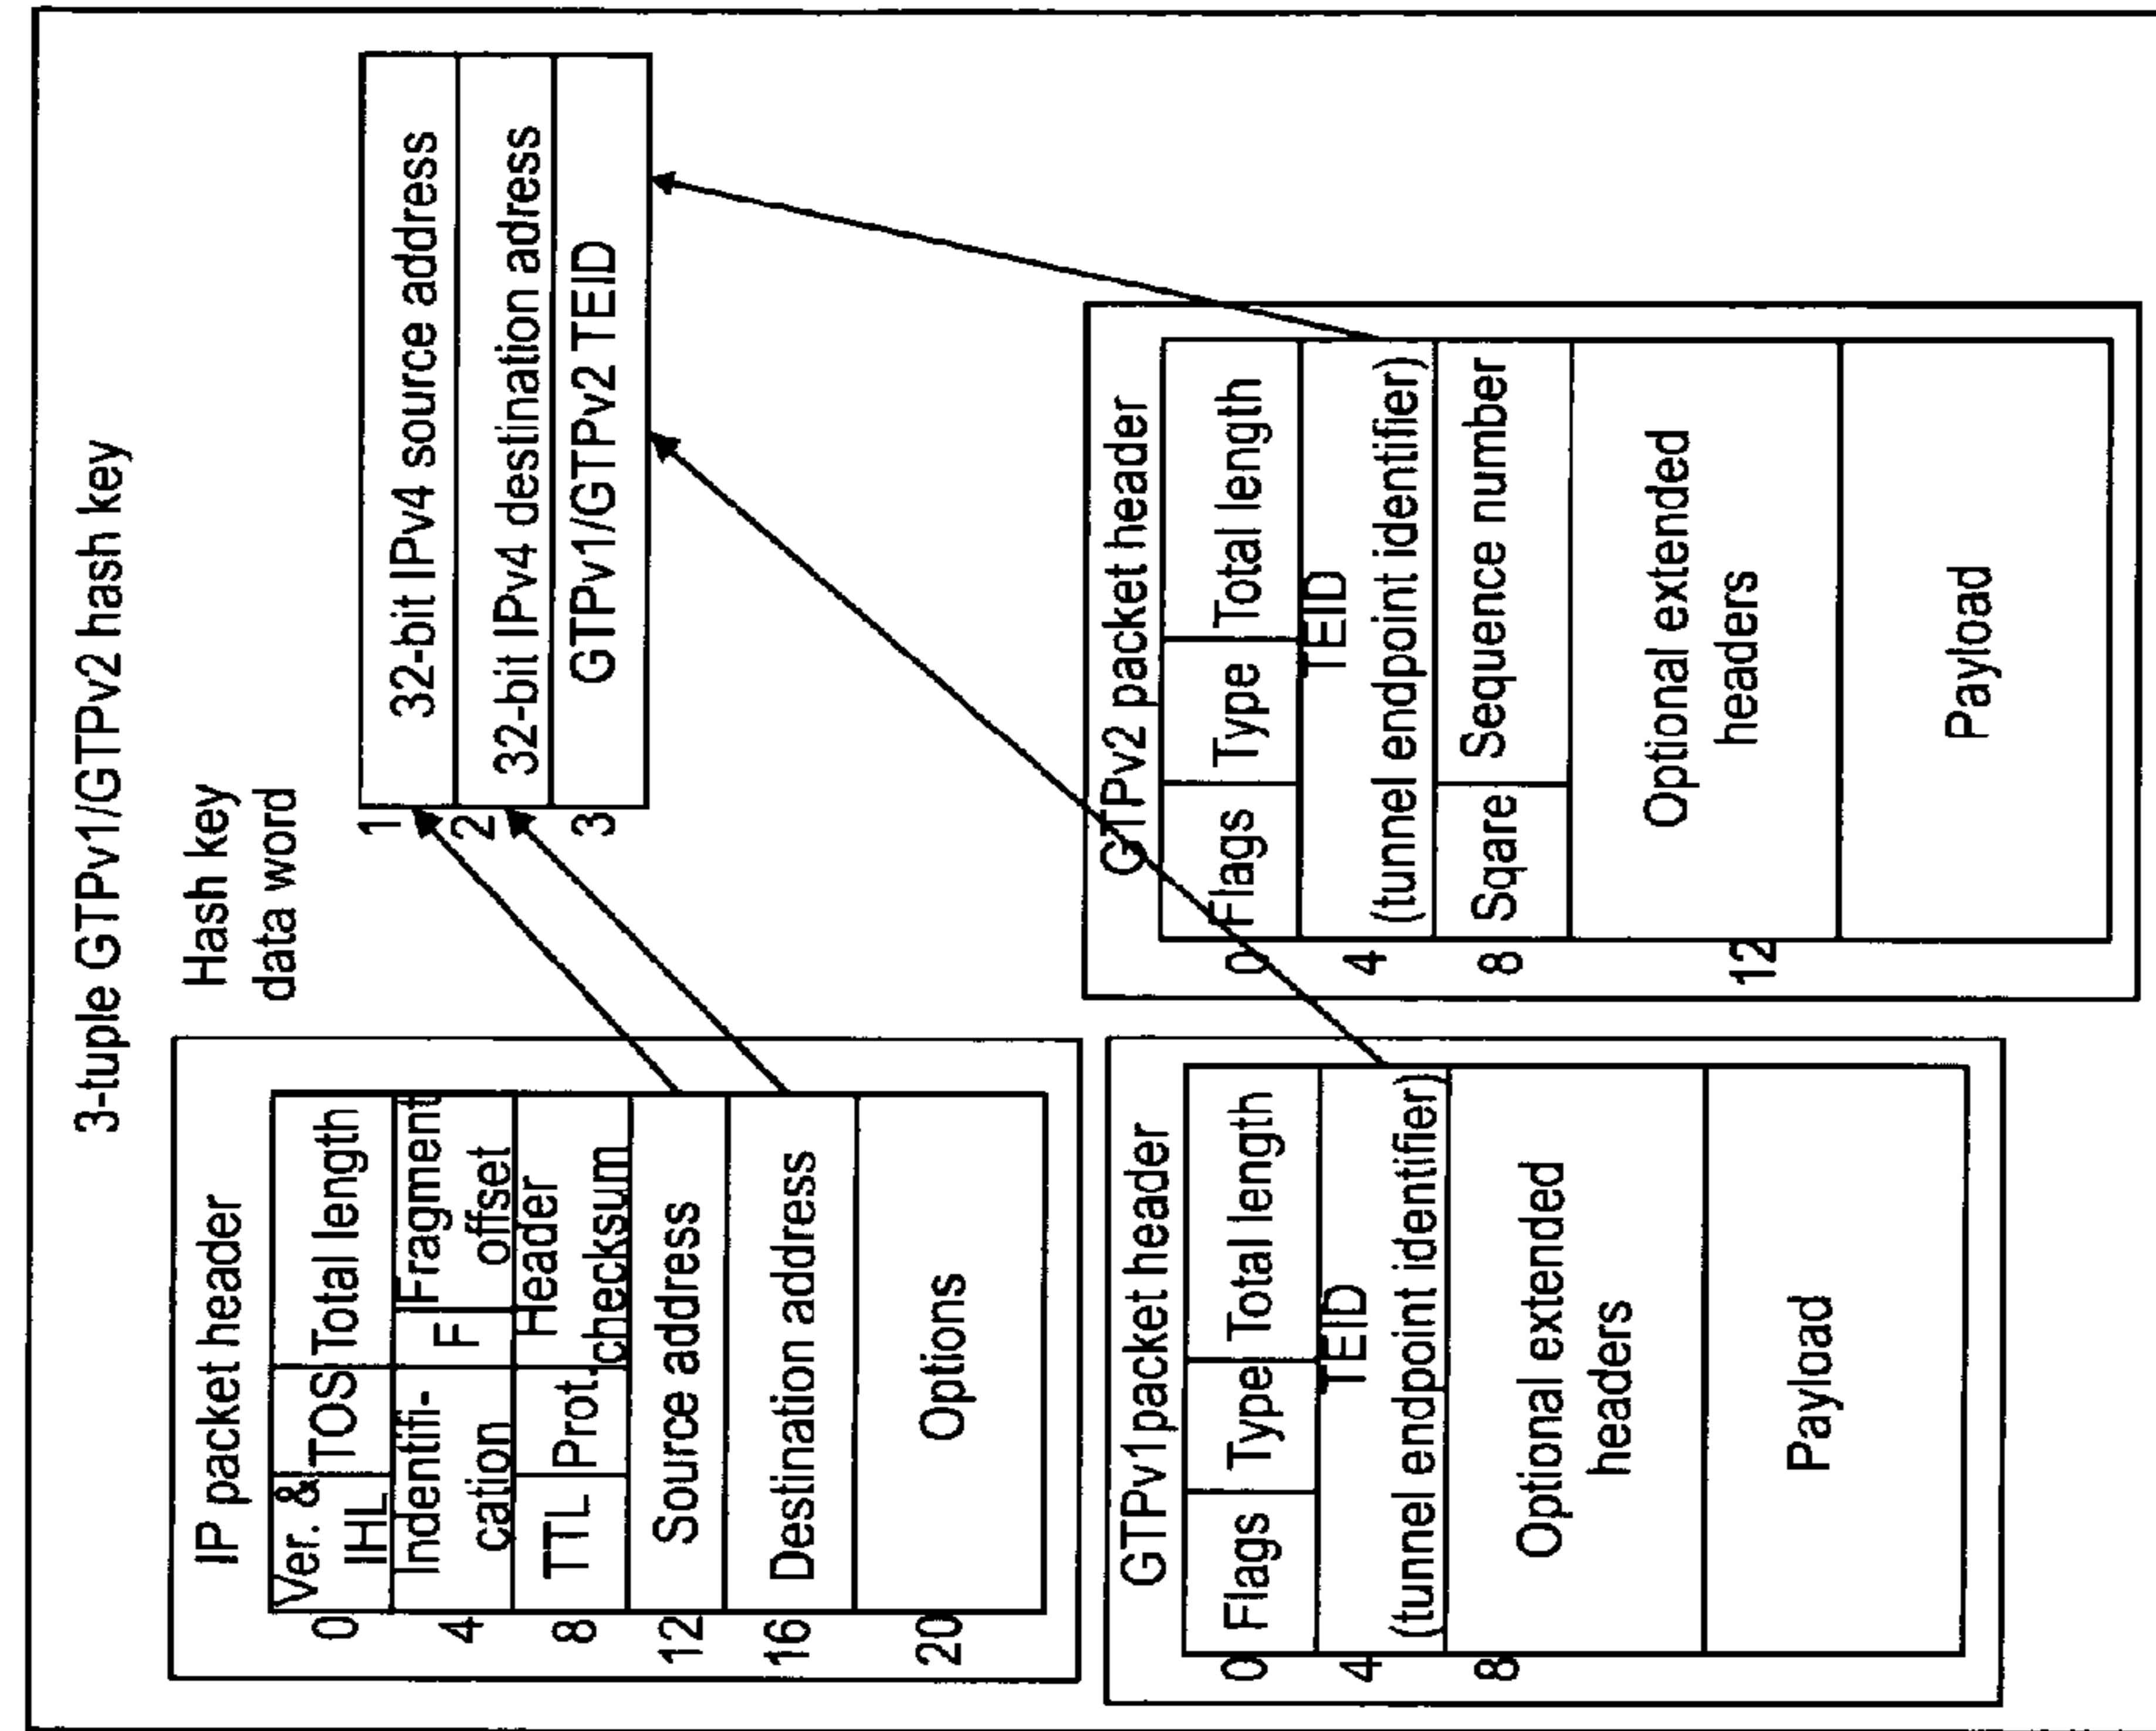 3-tuple GTPv1/GTPv2 hash key
IP packet header
0
Ver. &
IHL
TOS
Total length
4
Indentifi-
cation
F
Fragment
offset
8
TTL
Prot.
Header
checksum
12
Source address
16
Destination address
20
Options
Hash key
data word
1
32-bit IPv4 source address
2
32-bit IPv4 destination adress
3
GTPv1/GTPv2 TEID
GTPv1packet header
0
Flags
Type
Total length
4
TEID
(tunnel endpoint identifier)
8
Optional extended
headers
Payload
GTPv2 packet header
0
Flags
Type
Total length
4
TEID
(tunnel endpoint identifier)
8
Sqare
Sequence number
12
Optional extended
headers
Payload